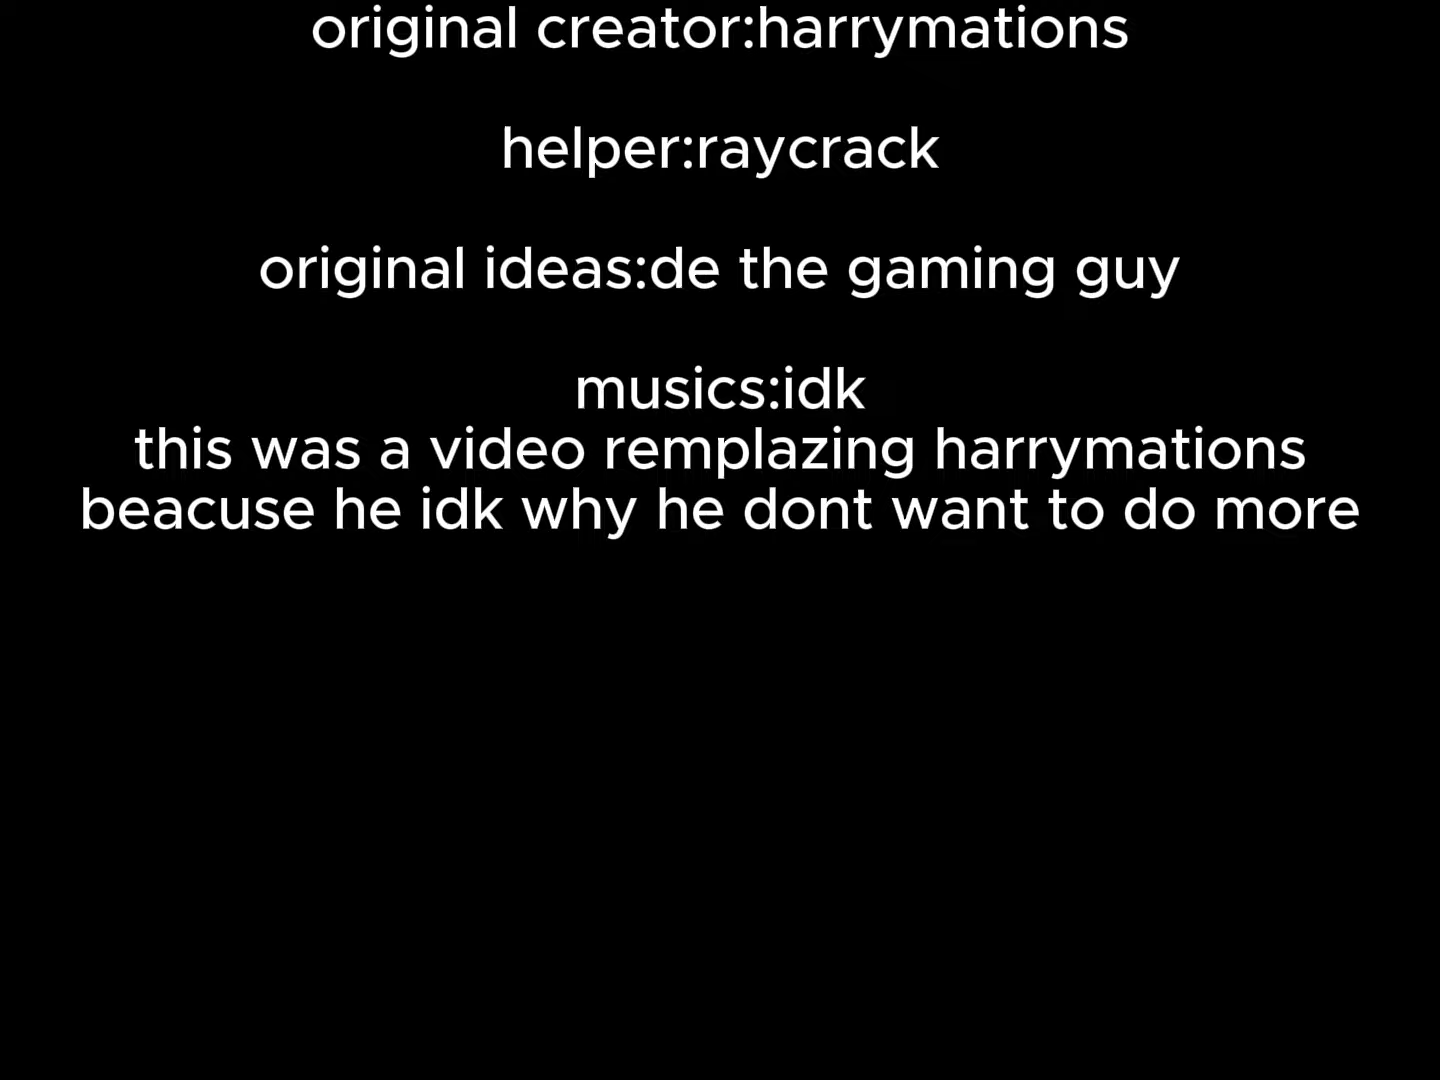 original creator:harrymations
helper:raycrack
original ideas:de the gaming guy
musics:idk
this was a video remplazing harrymations
beacuse he idk why he dont want to do more